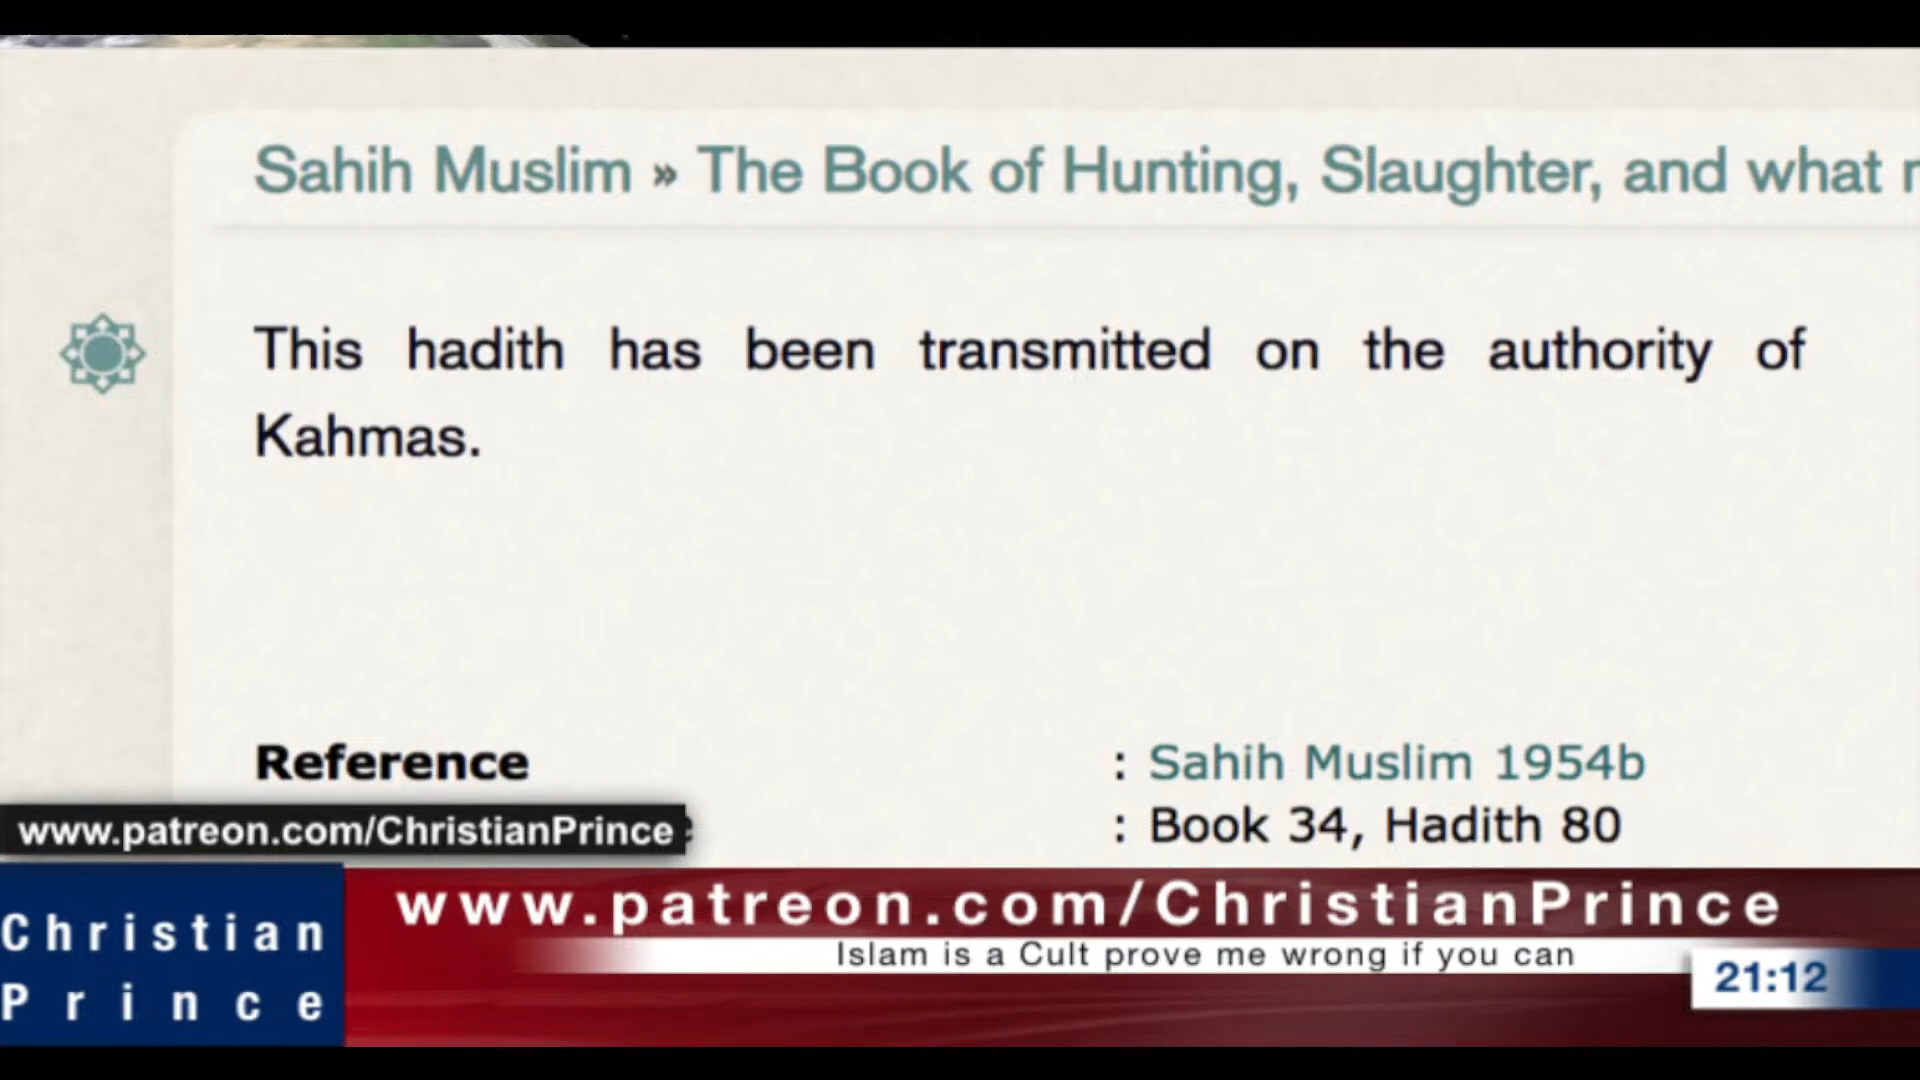 Sahih Muslim » The Book of Hunting, Slaughter, and what
This hadith has been transmitted on the authority of
Kahmas.
Reference : Sahih Muslim 1954b
: Book 34, Hadith 80
www.patreon.com/ChristianPrince
Christian
Prince
www.patreon.com/ChristianPrince
Islam is a Cult prove me wrong if you can
21:12